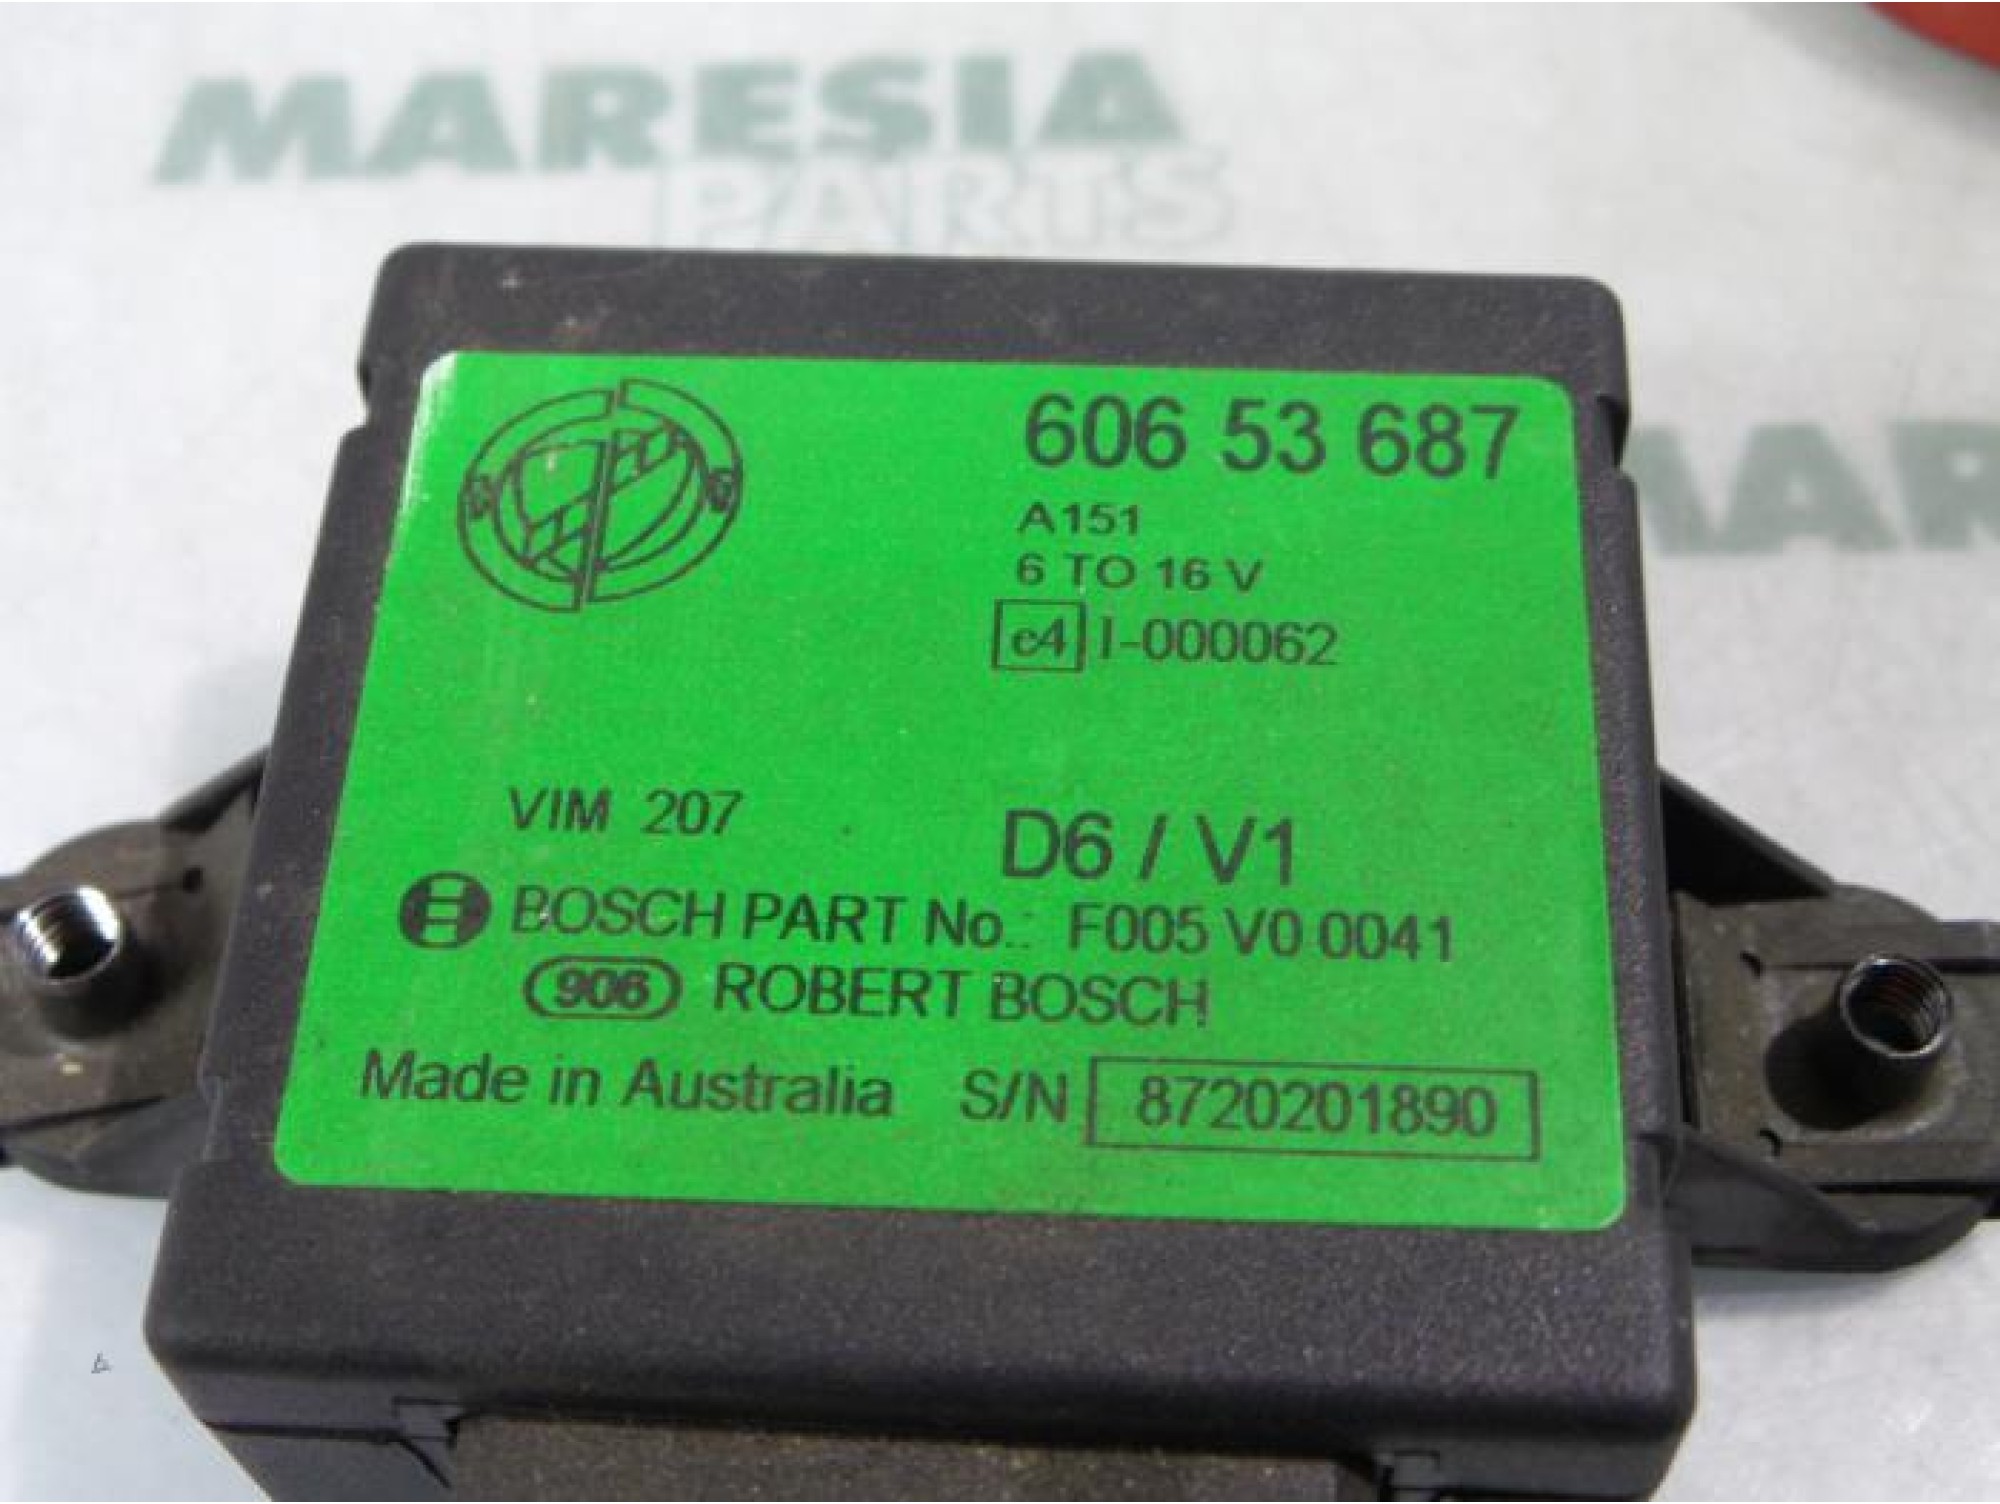 MARESIA
PARTS
MAR
606 53 687
A151
6 TO 16 V
e4 I-000062
VIM 207
D6 / V1
BOSCH PART No.: F005 V0 0041
906 ROBERT BOSCH
Made in Australia S/N 8720201890